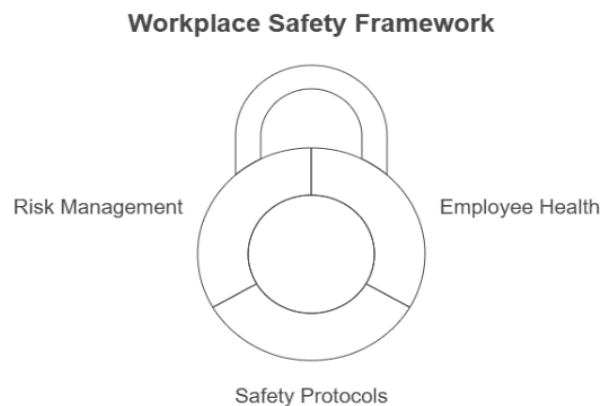 Workplace Safety Framework
Risk Management
Employee Health
Safety Protocols